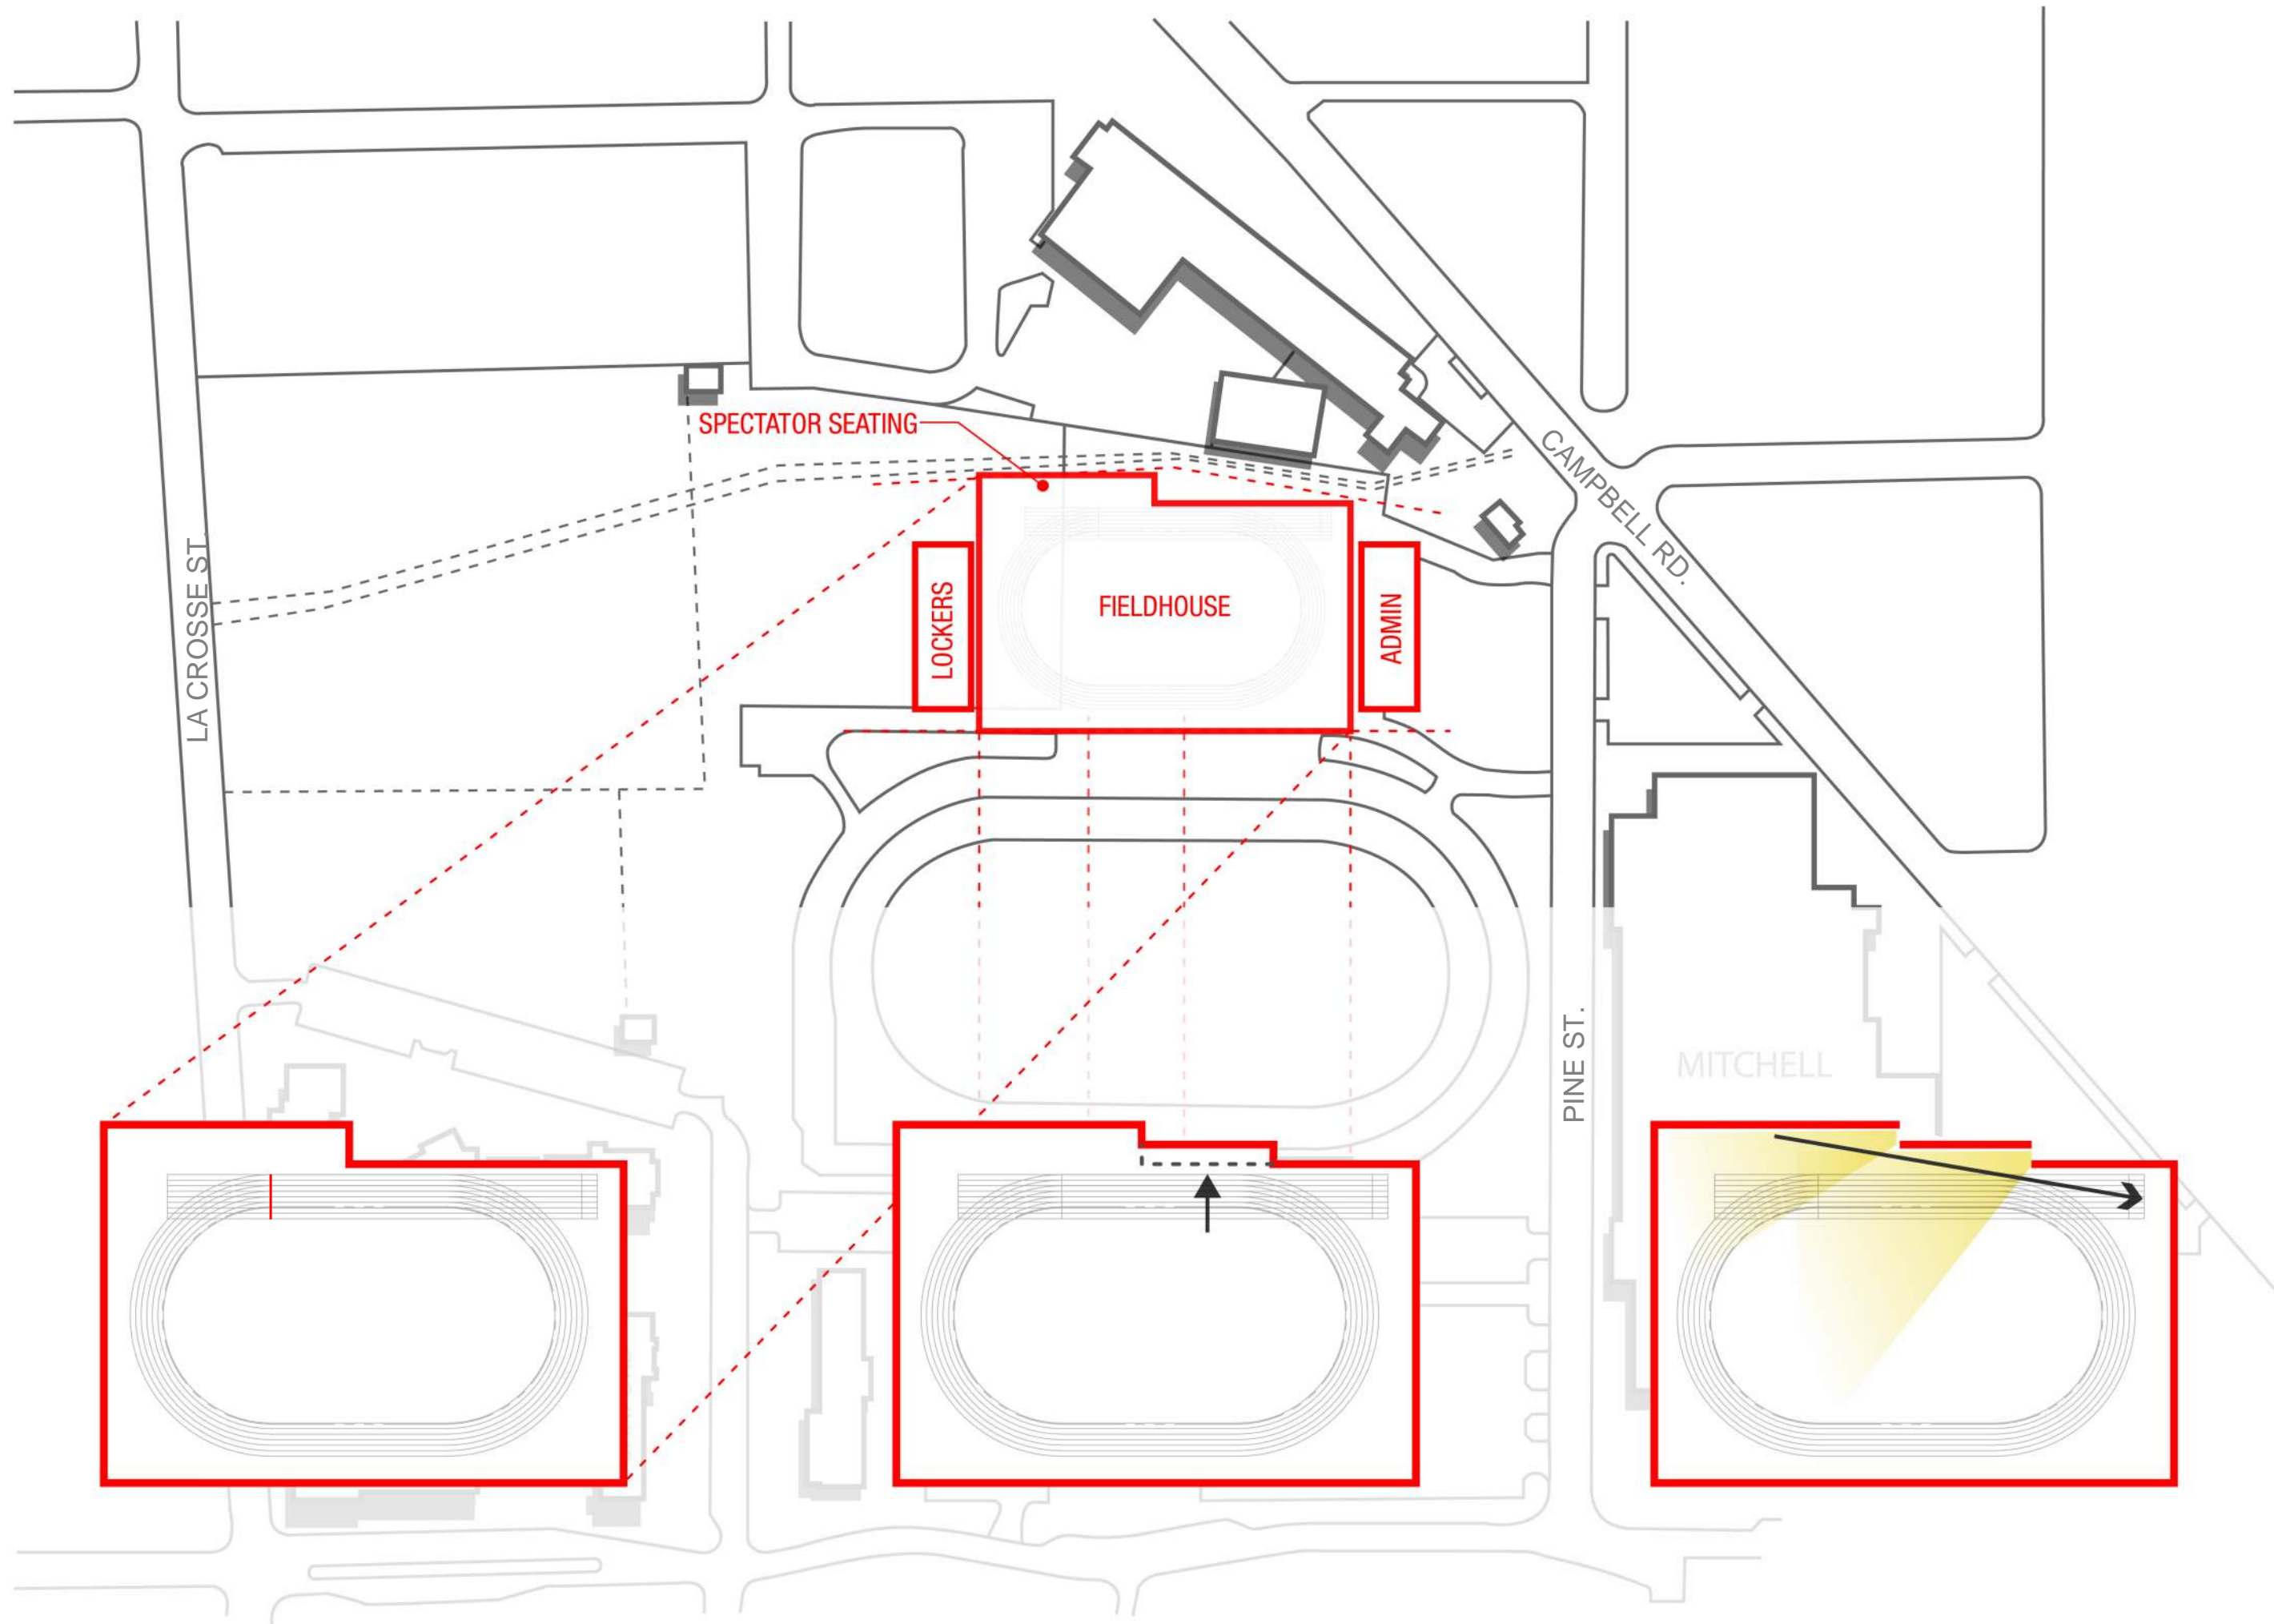 SPECTATOR SEATING
CAMPBELL RD.
LA CROSSE ST.
LOCKERS
FIELDHOUSE
ADMIN
PINE ST.
MITCHELL